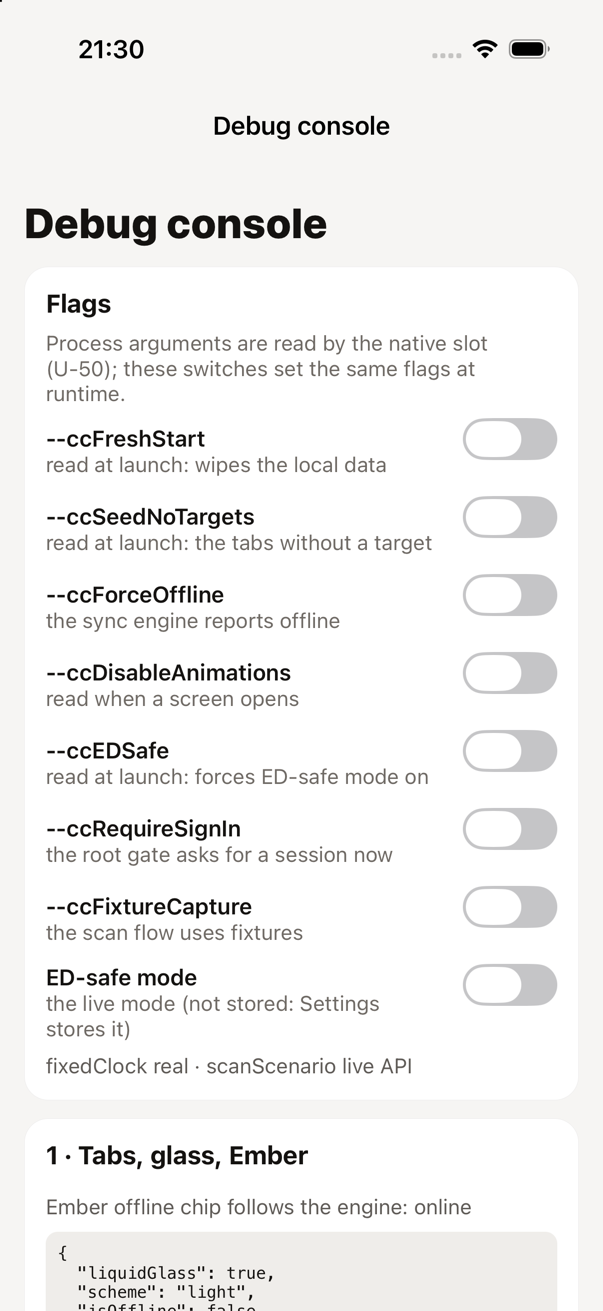 21:30
Debug console
Debug console
Flags
Process arguments are read by the native slot
(U-50); these switches set the same flags at
runtime.
--ccFreshStart
read at launch: wipes the local data
--ccSeedNoTargets
read at launch: the tabs without a target
--ccForceOffline
the sync engine reports offline
--ccDisableAnimations
read when a screen opens
--ccEDSafe
read at launch: forces ED-safe mode on
--ccRequireSignIn
the root gate asks for a session now
--ccFixtureCapture
the scan flow uses fixtures
ED-safe mode
the live mode (not stored: Settings
stores it)
fixedClock real · scanScenario live API
1 · Tabs, glass, Ember
Ember offline chip follows the engine: online
{
"liquidGlass": true,
"scheme": "light",
"isOffline": false